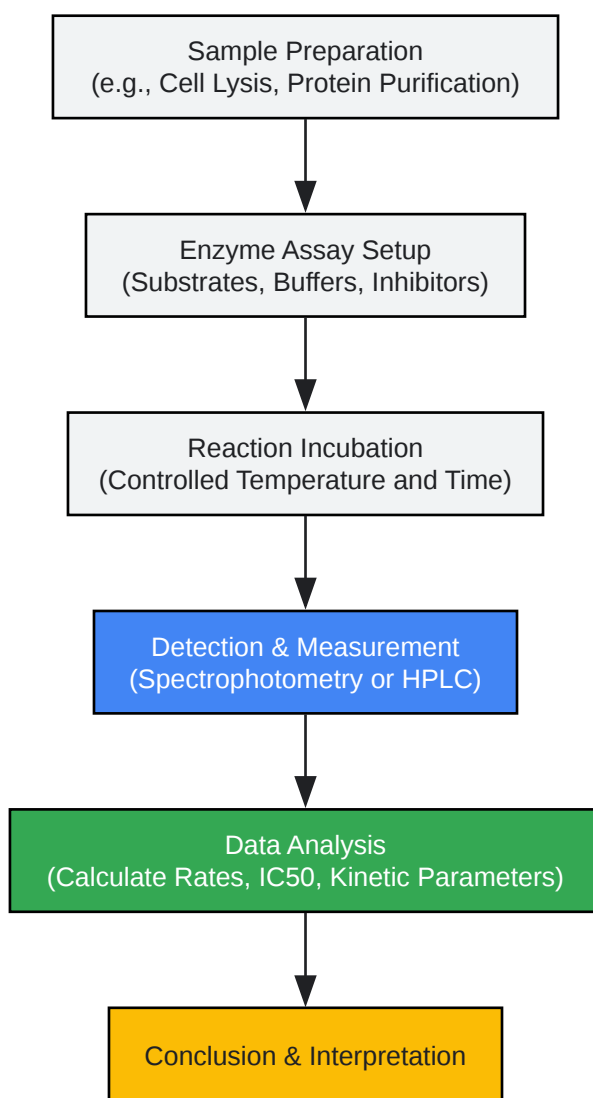 Sample Preparation
(e.g., Cell Lysis, Protein Purification)
Enzyme Assay Setup
(Substrates, Buffers, Inhibitors)
Reaction Incubation
(Controlled Temperature and Time)
Detection & Measurement
(Spectrophotometry or HPLC)
Data Analysis
(Calculate Rates, IC50, Kinetic Parameters)
Conclusion & Interpretation